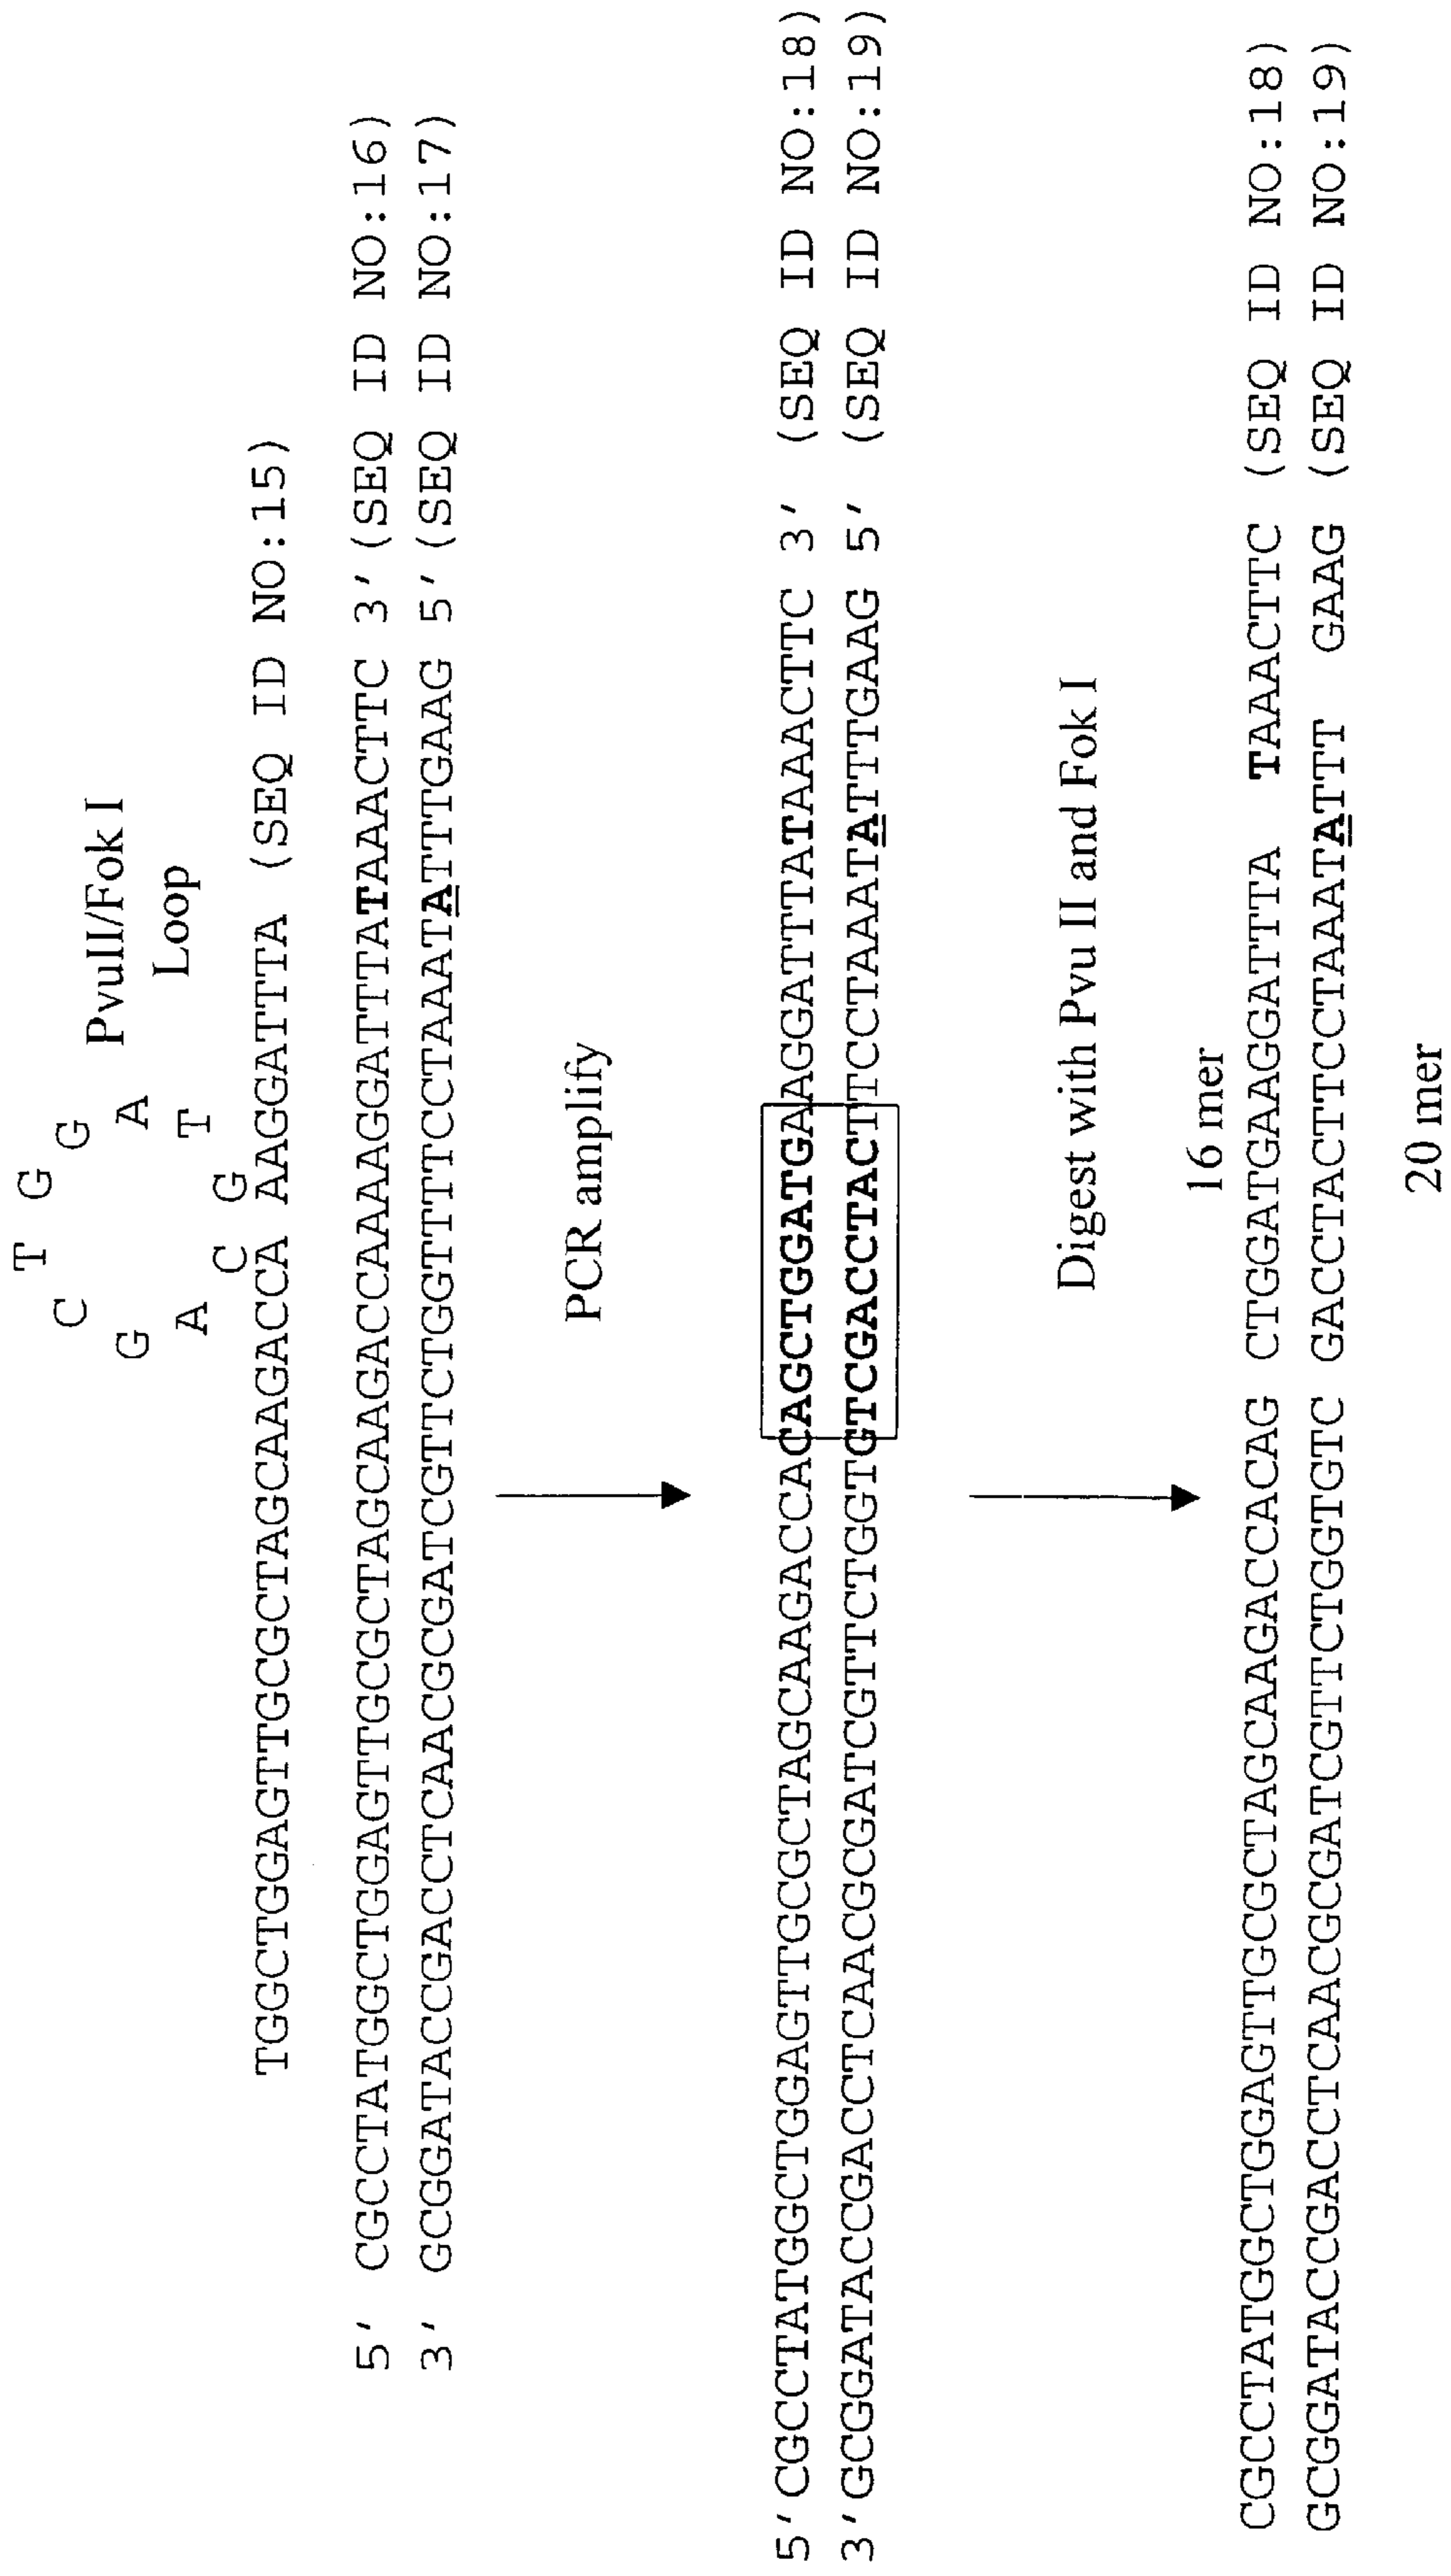 T G
C G
PvuII/Fok I
G A
Loop
A T
C G
TGGCTGGAGTTGCGCTAGCAAGACCA AAGGATTTA (SEQ ID NO:15)
5' CGCCTATGGCTGGAGTTGCGCTAGCAAGACCAAAAGGATTTATAAACTTC 3' (SEQ ID NO:16)
3' GCGGATACCGACCTCAACGCGATCGTTCTGGTTTTCCTAAATATTTGAAG 5' (SEQ ID NO:17)
PCR amplify
5' CGCCTATGGCTGGAGTTGCGCTAGCAAGACCACAGCTGGATGAAGGATTTATAAACTTC 3' (SEQ ID NO:18)
3' GCGGATACCGACCTCAACGCGATCGTTCTGGTGTCGACCTACTTCCTAAATATTTGAAG 5' (SEQ ID NO:19)
Digest with Pvu II and Fok I
16 mer
CGCCTATGGCTGGAGTTGCGCTAGCAAGACCACAG CTGGATGAAGGATTTA TAAACTTC (SEQ ID NO:18)
GCGGATACCGACCTCAACGCGATCGTTCTGGTGTC GACCTACTTCCTAAATATTT GAAG (SEQ ID NO:19)
20 mer